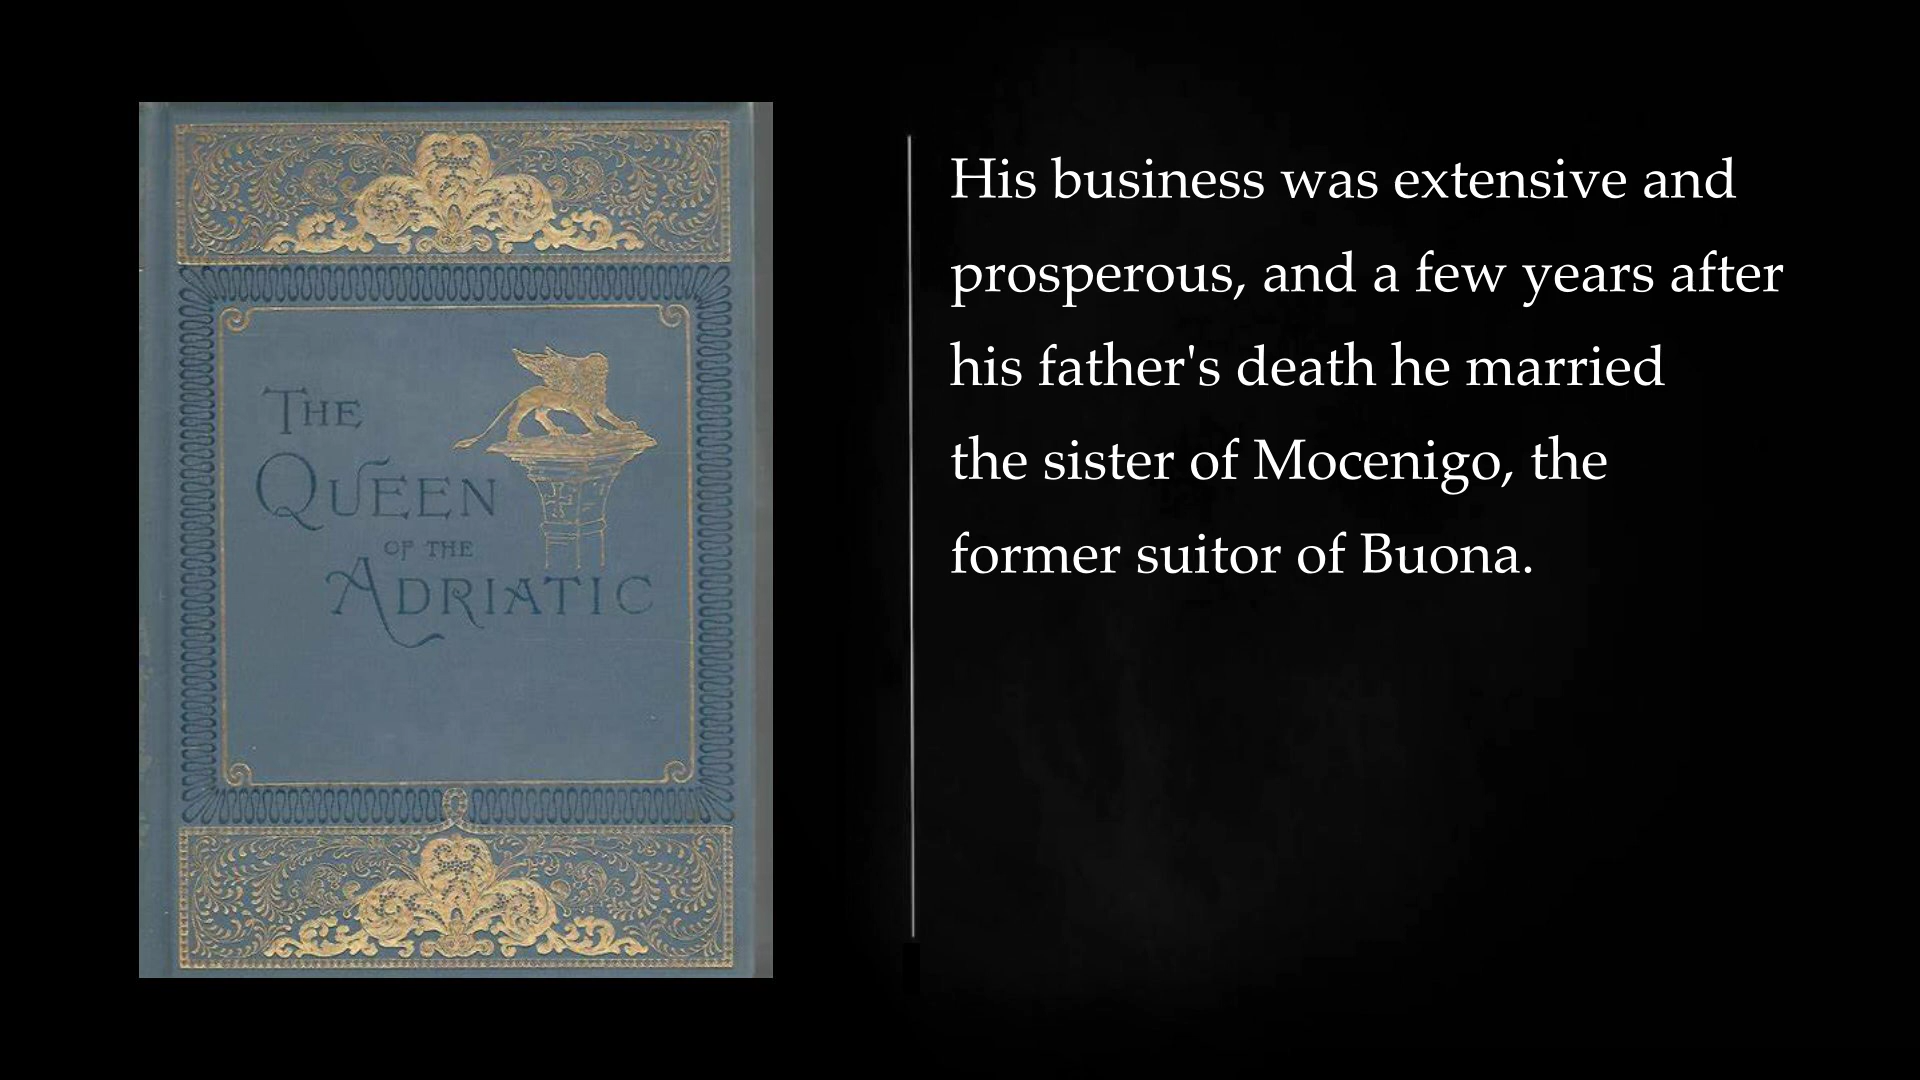 THE
QUEEN
OF THE
ADRIATIC
His business was extensive and
prosperous, and a few years after
his father's death he married
the sister of Mocenigo, the
former suitor of Buona.